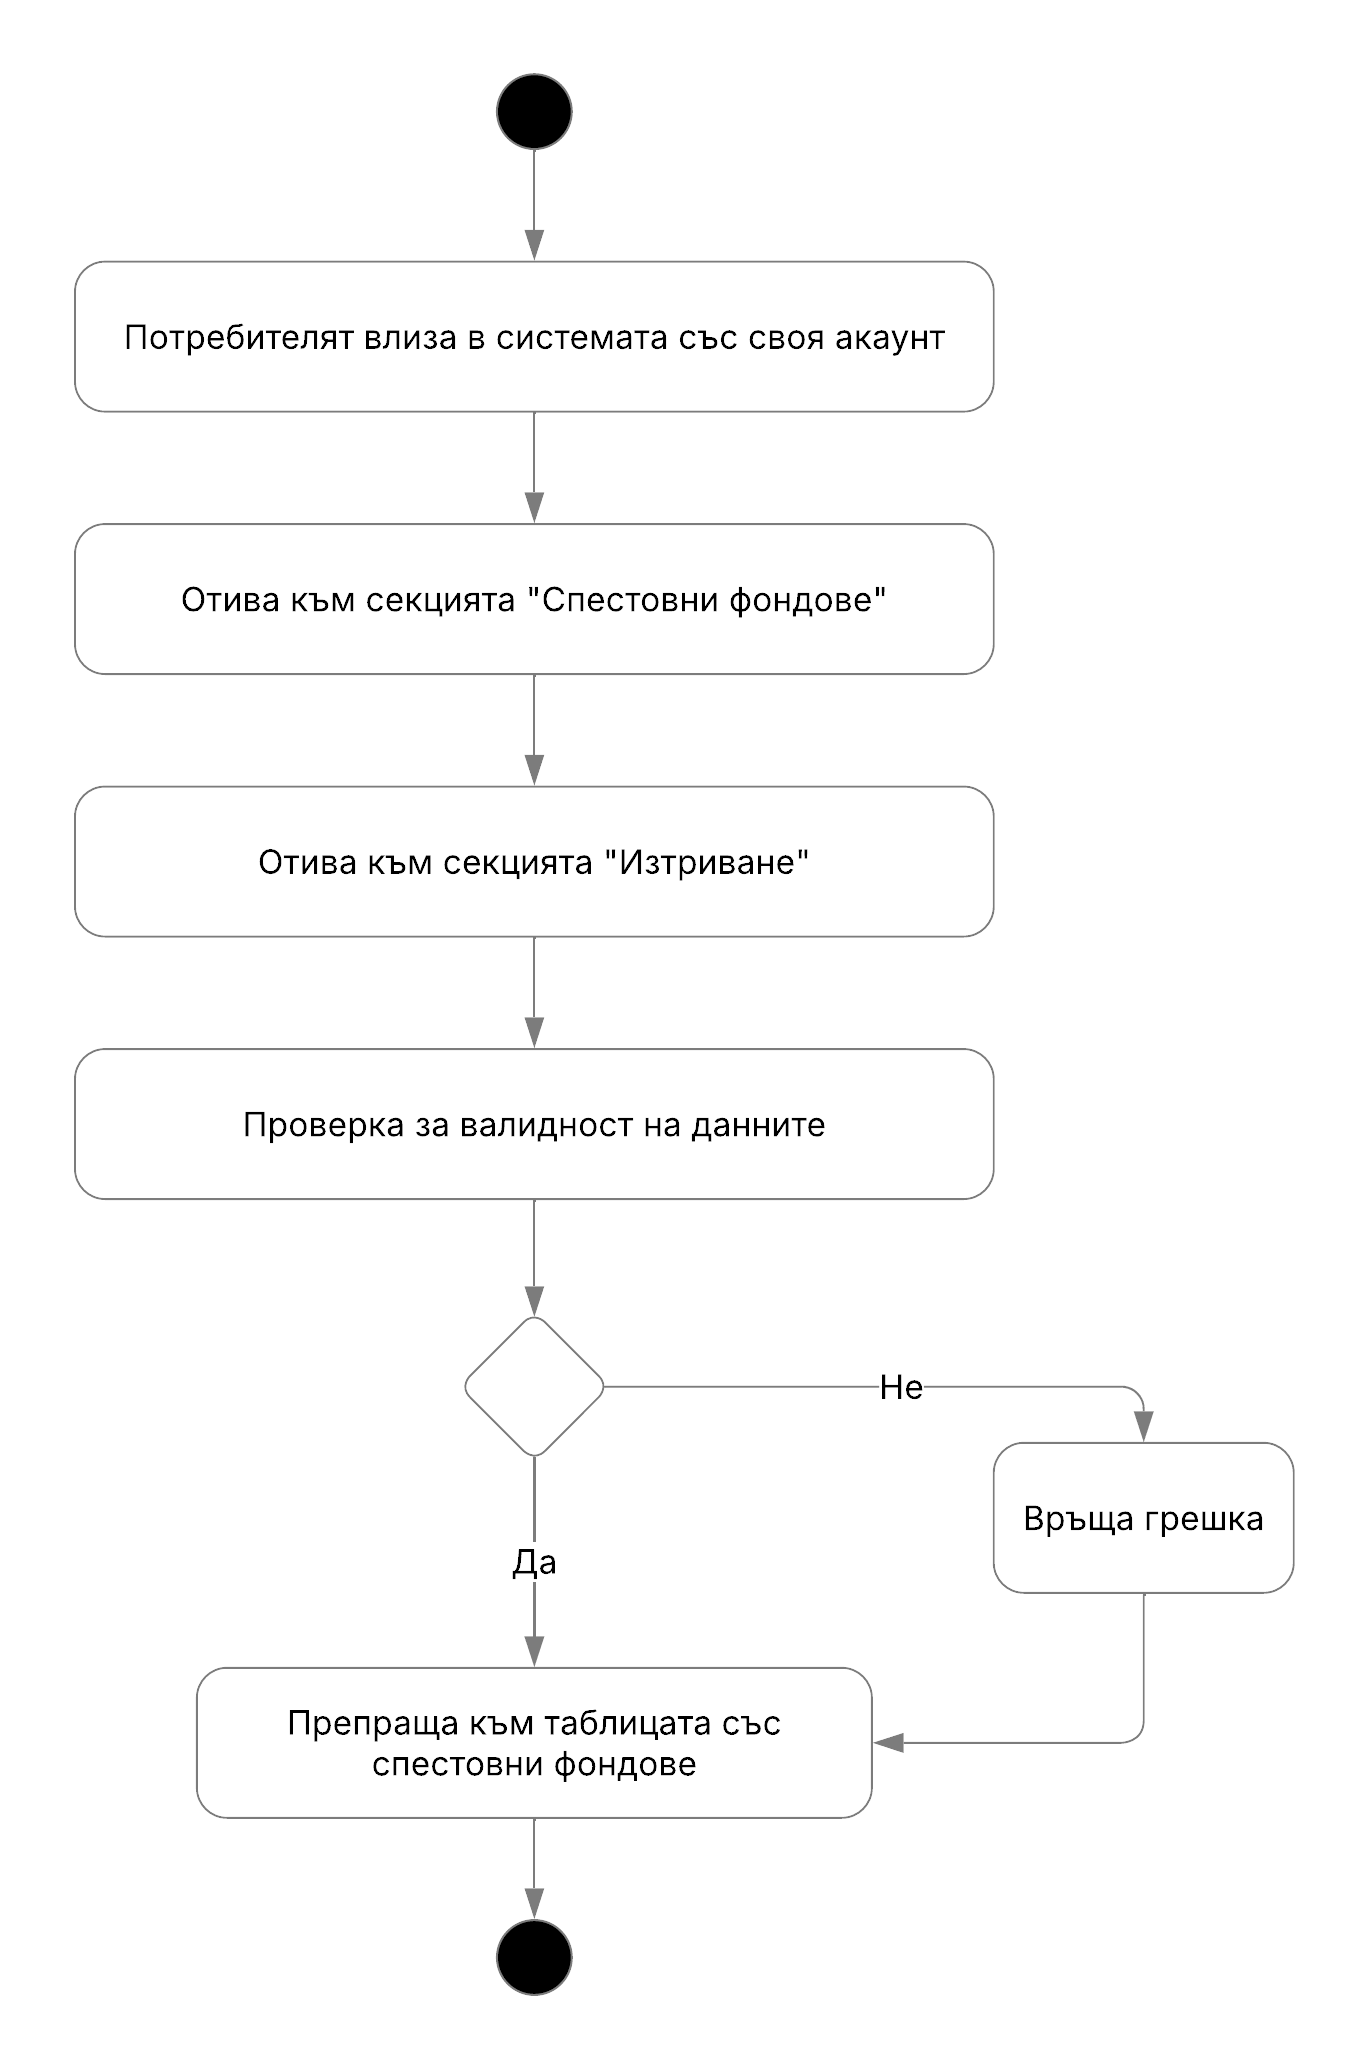 Потребителят влиза в системата със своя акаунт
Отива към секцията "Спестовни фондове"
Отива към секцията "Изтриване"
Проверка за валидност на данните
Не
Връща грешка
Да
Препраща към таблицата със
спестовни фондове